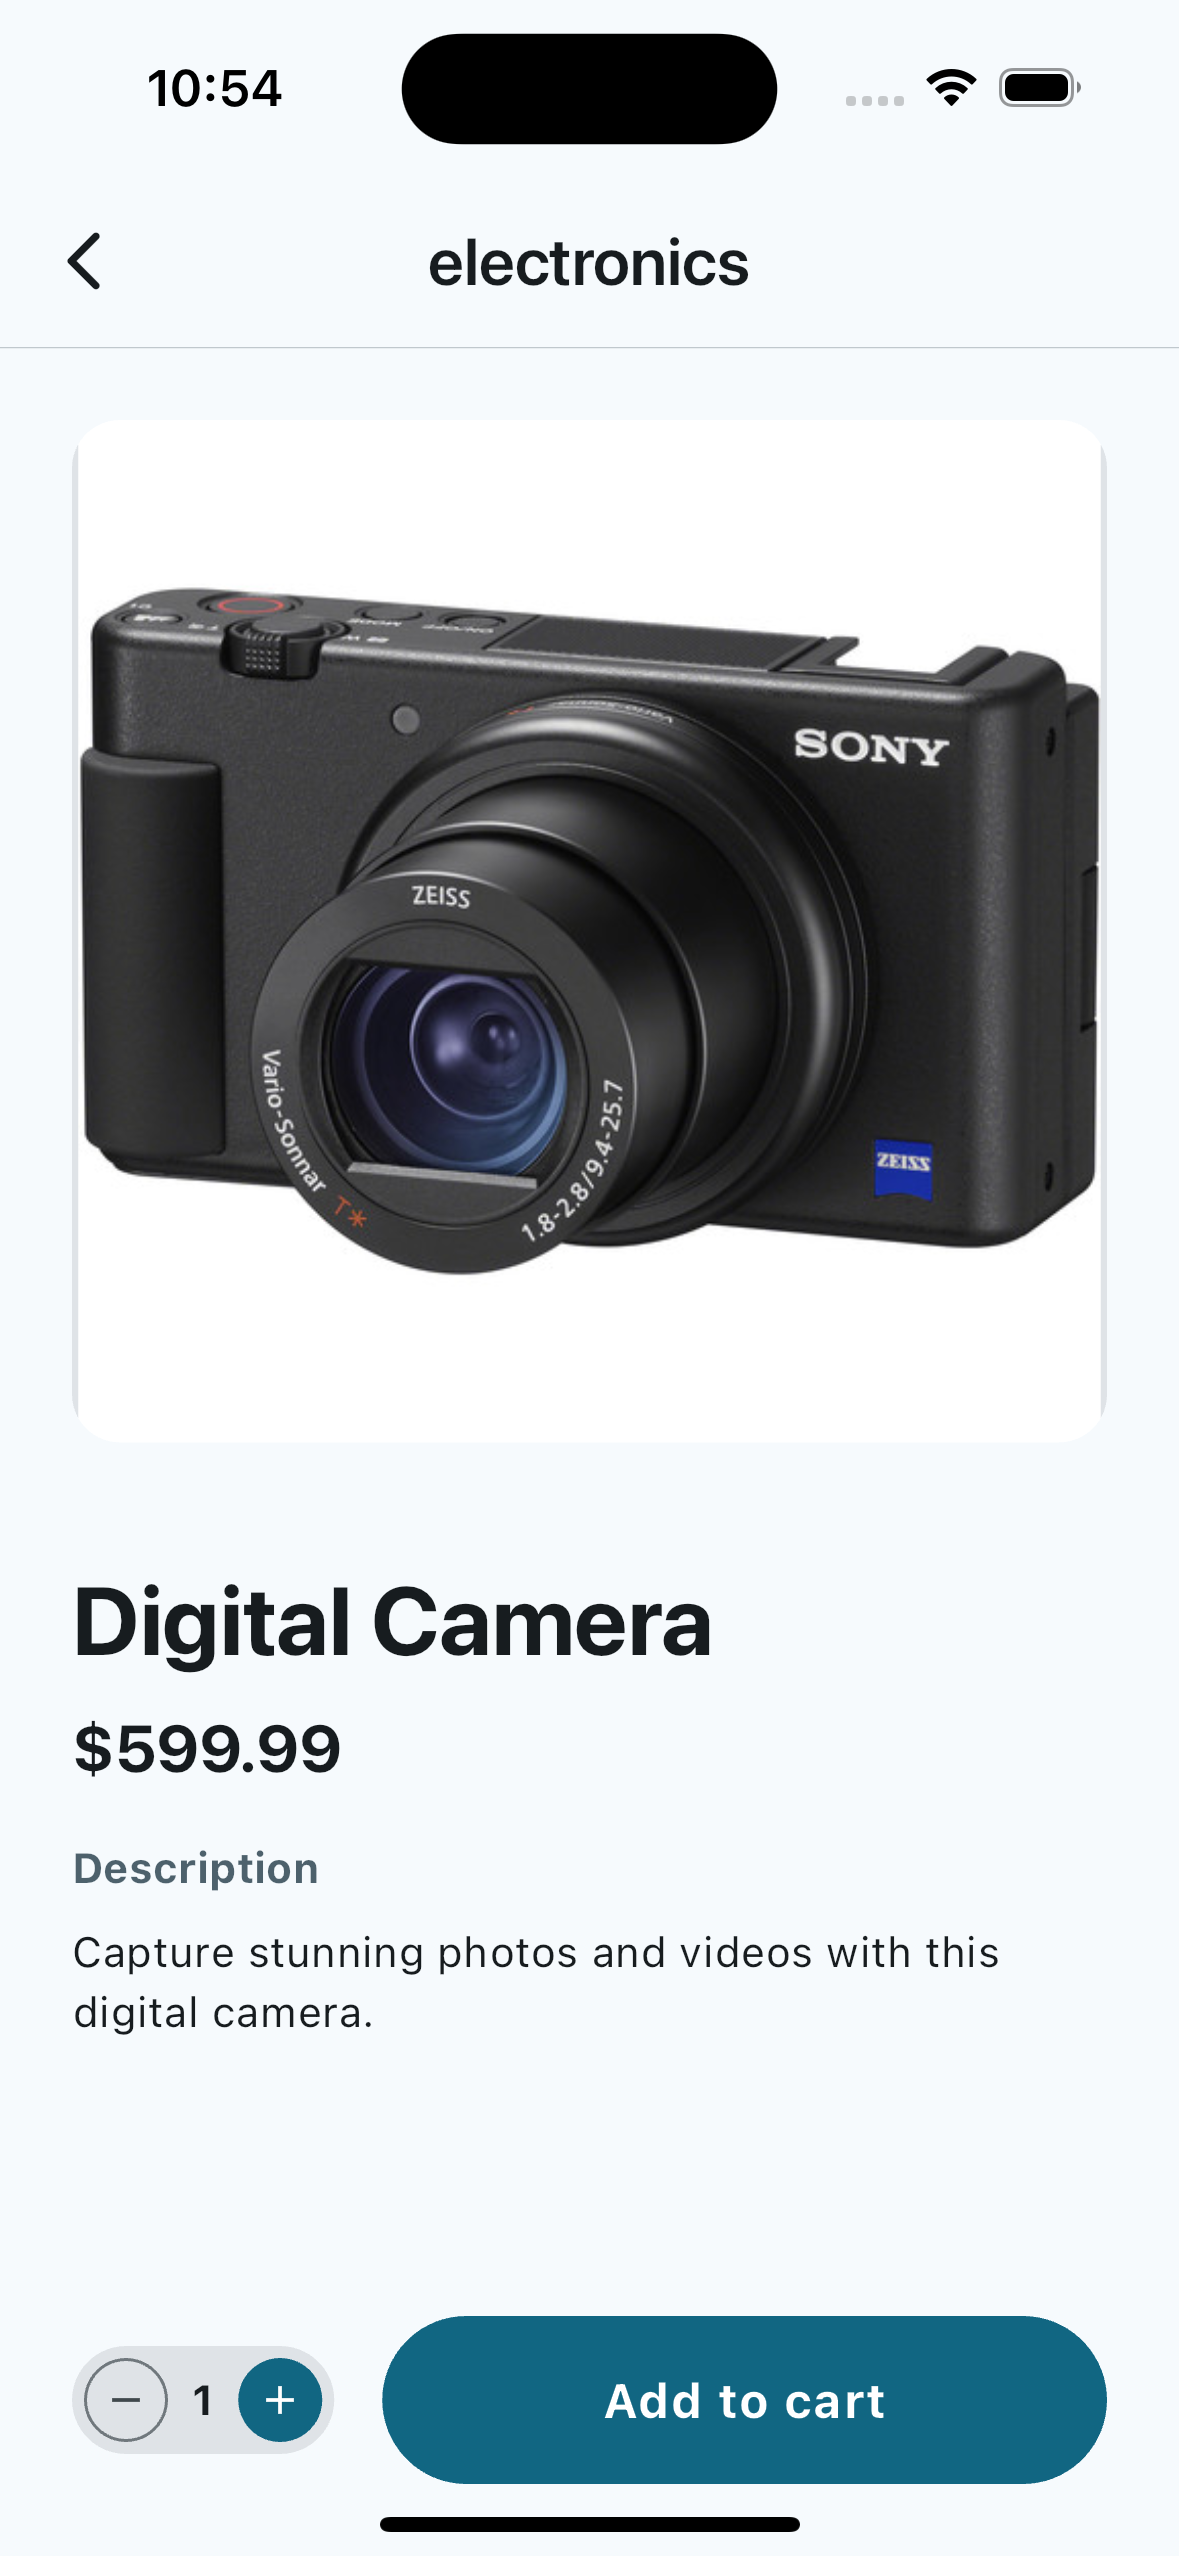 10:54
electronics
SONY
ZEISS
Vario-Sonnar T* 1.8-2.8/9.4-25.7
ZEISS
Digital Camera
$599.99
Description
Capture stunning photos and videos with this
digital camera.
1
Add to cart